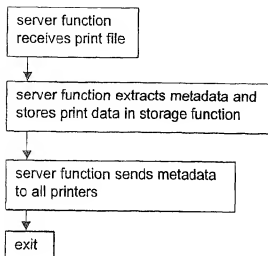 server function
receives print file
server function extracts metadata and
stores print data in storage function
server function sends metadata
to all printers
exit